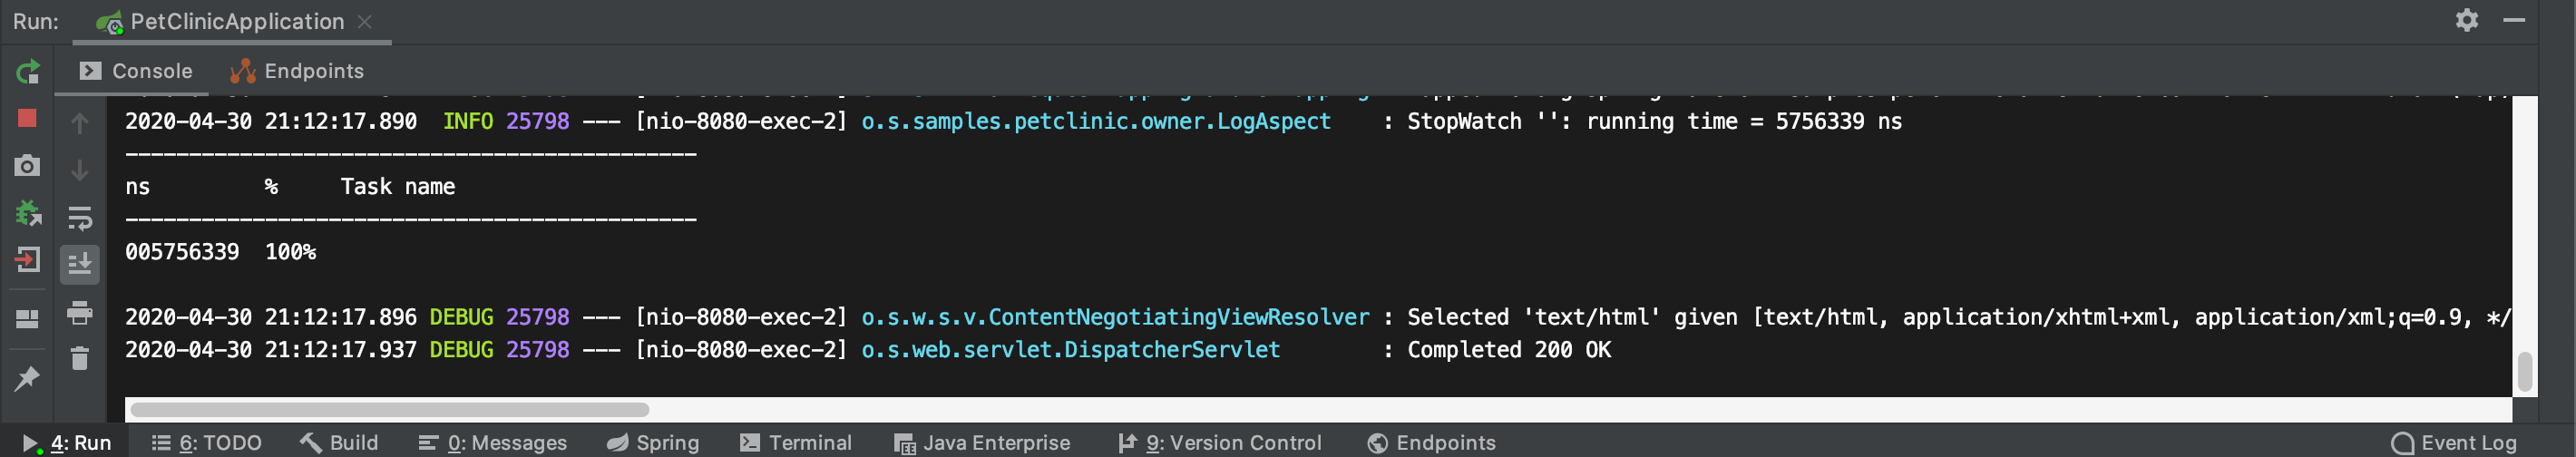 Run: PetClinicApplication
Console Endpoints
2020-04-30 21:12:17.890  INFO 25798 --- [nio-8080-exec-2] o.s.samples.petclinic.owner.LogAspect    : StopWatch '': running time = 5756339 ns
---------------------------------------------
ns         %     Task name
---------------------------------------------
005756339  100%
2020-04-30 21:12:17.896 DEBUG 25798 --- [nio-8080-exec-2] o.s.w.s.v.ContentNegotiatingViewResolver : Selected 'text/html' given [text/html, application/xhtml+xml, application/xml;q=0.9, */
2020-04-30 21:12:17.937 DEBUG 25798 --- [nio-8080-exec-2] o.s.web.servlet.DispatcherServlet        : Completed 200 OK
4: Run 6: TODO Build 0: Messages Spring Terminal Java Enterprise 9: Version Control Endpoints Event Log